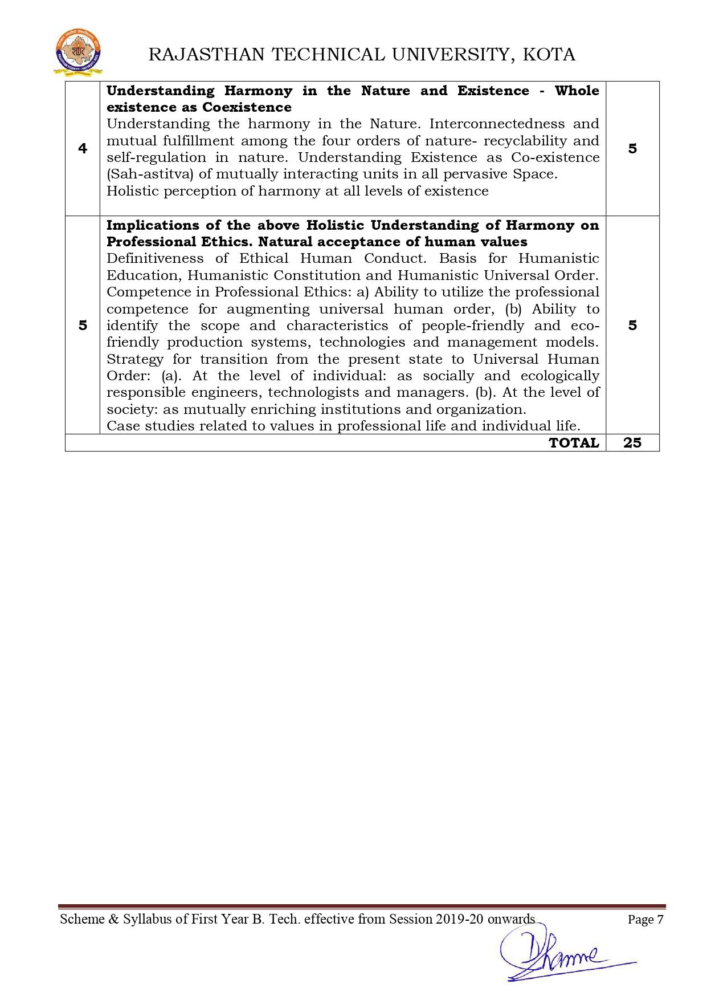 RAJASTHAN TECHNICAL UNIVERSITY, KOTA
4
Understanding Harmony in the Nature and Existence - Whole
existence as Coexistence
Understanding the harmony in the Nature. Interconnectedness and
mutual fulfillment among the four orders of nature- recyclability and
self-regulation in nature. Understanding Existence as Co-existence
(Sah-astitva) of mutually interacting units in all pervasive Space.
Holistic perception of harmony at all levels of existence
5
5
Implications of the above Holistic Understanding of Harmony on
Professional Ethics. Natural acceptance of human values
Definitiveness of Ethical Human Conduct. Basis for Humanistic
Education, Humanistic Constitution and Humanistic Universal Order.
Competence in Professional Ethics: a) Ability to utilize the professional
competence for augmenting universal human order, (b) Ability to
identify the scope and characteristics of people-friendly and eco-
friendly production systems, technologies and management models.
Strategy for transition from the present state to Universal Human
Order: (a). At the level of individual: as socially and ecologically
responsible engineers, technologists and managers. (b). At the level of
society: as mutually enriching institutions and organization.
Case studies related to values in professional life and individual life.
5
TOTAL 25
Scheme & Syllabus of First Year B. Tech. effective from Session 2019-20 onwards Page 7